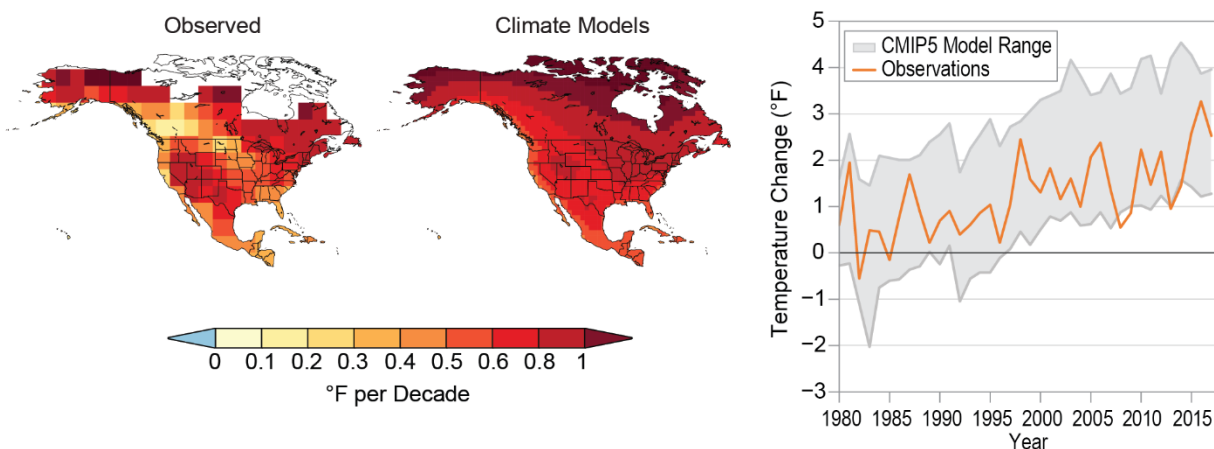 Observed
Climate Models
0 0.1 0.2 0.3 0.4 0.5 0.6 0.8 1
°F per Decade
CMIP5 Model Range
Observations
Temperature Change (°F)
5
4
3
2
1
0
−1
−2
−3
1980 1985 1990 1995 2000 2005 2010 2015
Year